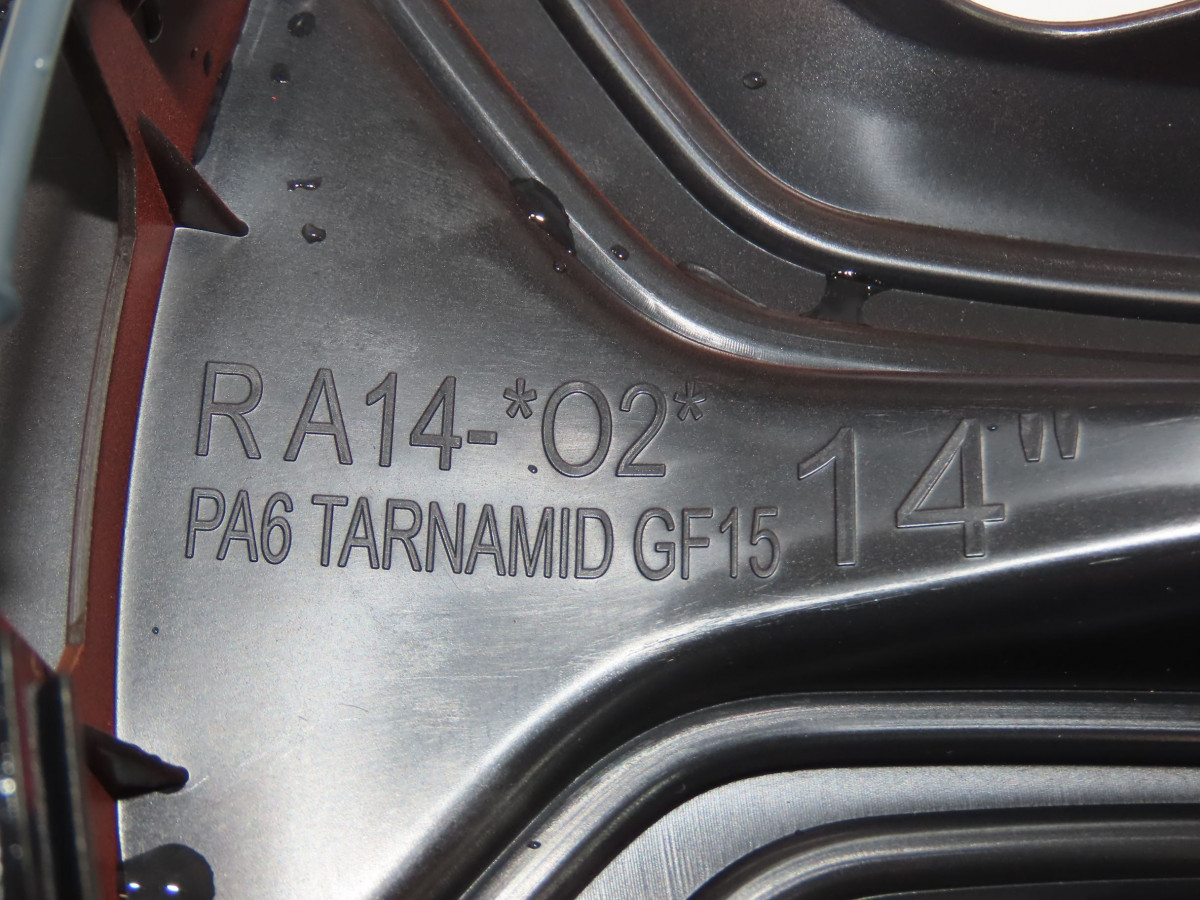 R A14-*O2*
PA6 TARNAMID GF15
14"